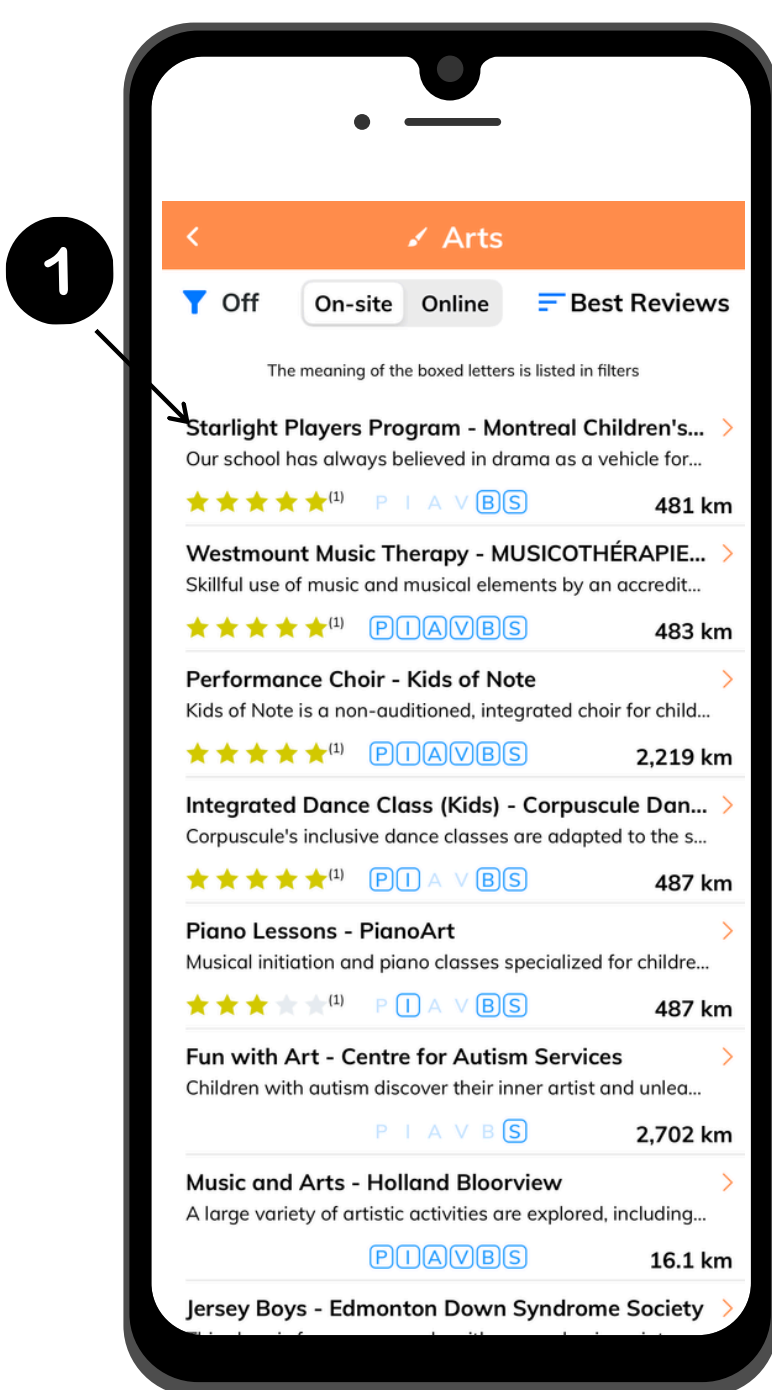 1
Arts
Off On-site Online Best Reviews
The meaning of the boxed letters is listed in filters
Starlight Players Program - Montreal Children's...
Our school has always believed in drama as a vehicle for...
(1) P I A V B S 481 km
Westmount Music Therapy - MUSICOTHÉRAPIE...
Skillful use of music and musical elements by an accredit...
(1) P I A V B S 483 km
Performance Choir - Kids of Note
Kids of Note is a non-auditioned, integrated choir for child...
(1) P I A V B S 2,219 km
Integrated Dance Class (Kids) - Corpuscule Dan...
Corpuscule's inclusive dance classes are adapted to the s...
(1) P I A V B S 487 km
Piano Lessons - PianoArt
Musical initiation and piano classes specialized for childre...
(1) P I A V B S 487 km
Fun with Art - Centre for Autism Services
Children with autism discover their inner artist and unlea...
P I A V B S 2,702 km
Music and Arts - Holland Bloorview
A large variety of artistic activities are explored, including...
P I A V B S 16.1 km
Jersey Boys - Edmonton Down Syndrome Society